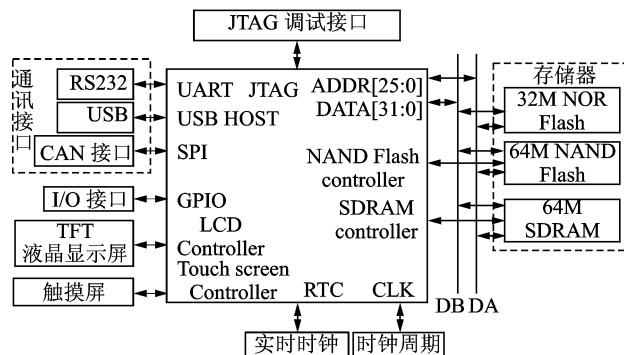 JTAG 调试接口
通讯接口
RS232
USB
CAN 接口
I/O 接口
TFT
液晶显示屏
触摸屏
UART JTAG
USB HOST
SPI
GPIO
LCD
Controller
Touch screen
Controller
ADDR[25:0]
DATA[31:0]
NAND Flash
controller
SDRAM
controller
RTC CLK
DB DA
存储器
32M NOR
Flash
64M NAND
Flash
64M
SDRAM
实时时钟
时钟周期